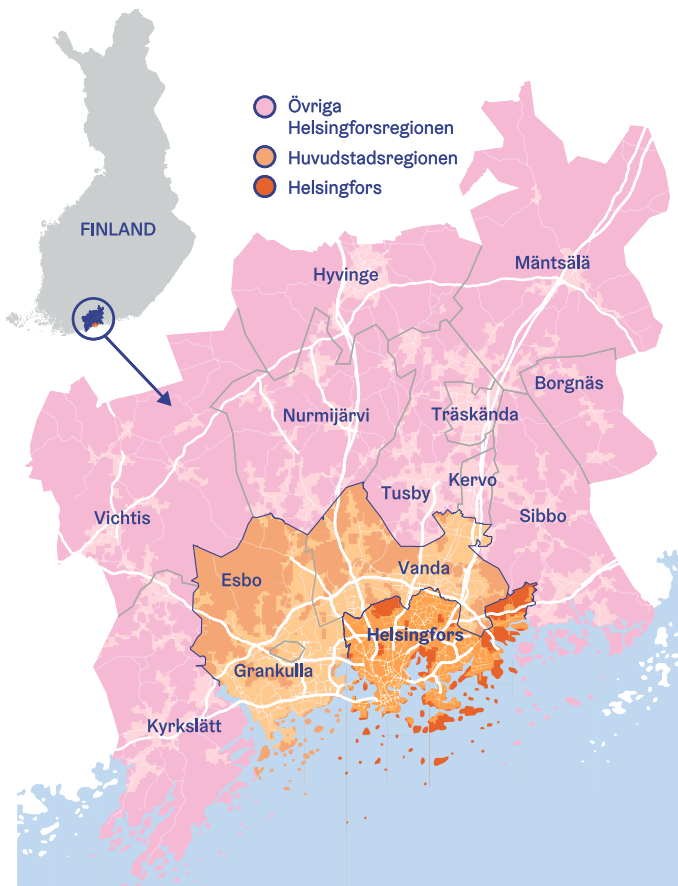 Övriga
Helsingforsregionen
Huvudstadsregionen
Helsingfors
FINLAND
Hyvinge
Mäntsälä
Borgnäs
Nurmijärvi
Träskända
Kervo
Tusby
Sibbo
Vichtis
Esbo
Vanda
Helsingfors
Grankulla
Kyrkslätt